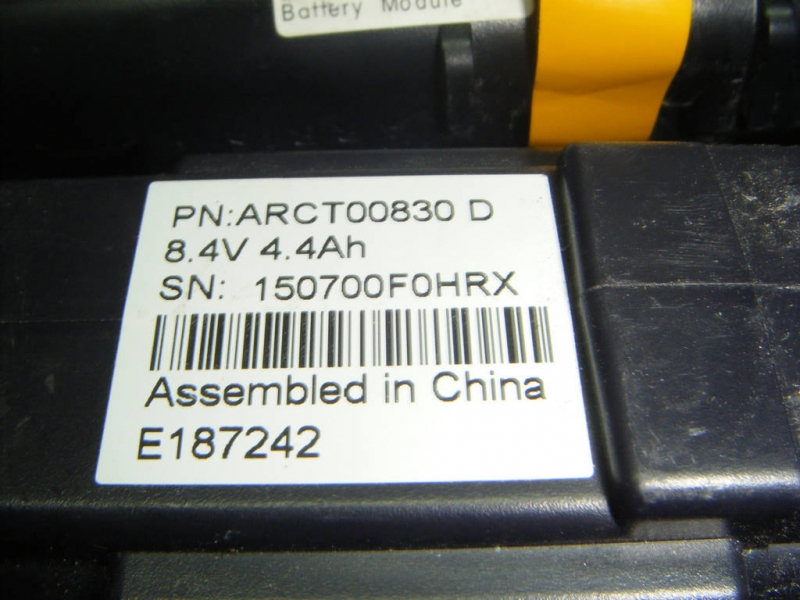 Battery Module
PN:ARCT00830 D
8.4V 4.4Ah
SN: 150700F0HRX
Assembled in China
E187242